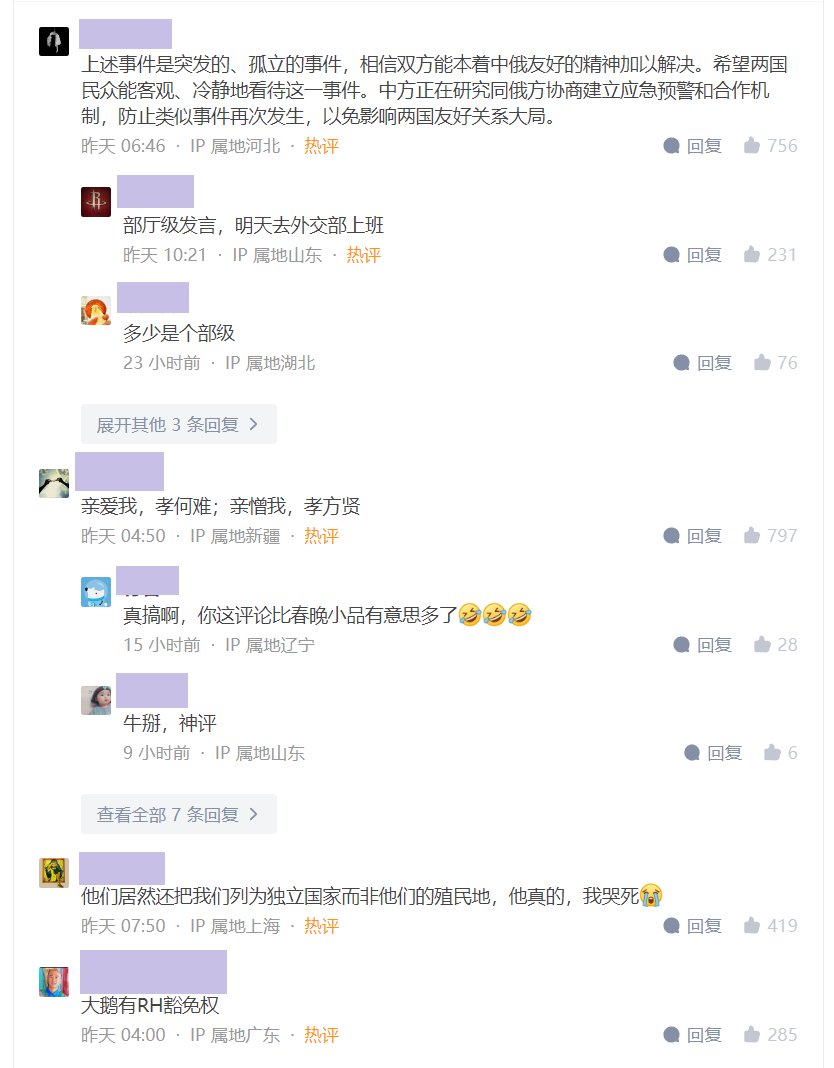 上述事件是突发的、孤立的事件，相信双方能本着中俄友好的精神加以解决。希望两国
民众能客观、冷静地看待这一事件。中方正在研究同俄方协商建立应急预警和合作机
制，防止类似事件再次发生，以免影响两国友好关系大局。
昨天 06:46 · IP 属地河北 · 热评 回复 756
部厅级发言，明天去外交部上班
昨天 10:21 · IP 属地山东 · 热评 回复 231
多少是个部级
23 小时前 · IP 属地湖北 回复 76
展开其他 3 条回复 >
亲爱我，孝何难；亲憎我，孝方贤
昨天 04:50 · IP 属地新疆 · 热评 回复 797
真搞啊，你这评论比春晚小品有意思多了🤣🤣🤣
15 小时前 · IP 属地辽宁 回复 28
牛掰，神评
9 小时前 · IP 属地山东 回复 6
查看全部 7 条回复 >
他们居然还把我们列为独立国家而非他们的殖民地，他真的，我哭死😭
昨天 07:50 · IP 属地上海 · 热评 回复 419
大鹅有RH豁免权
昨天 04:00 · IP 属地广东 · 热评 回复 285